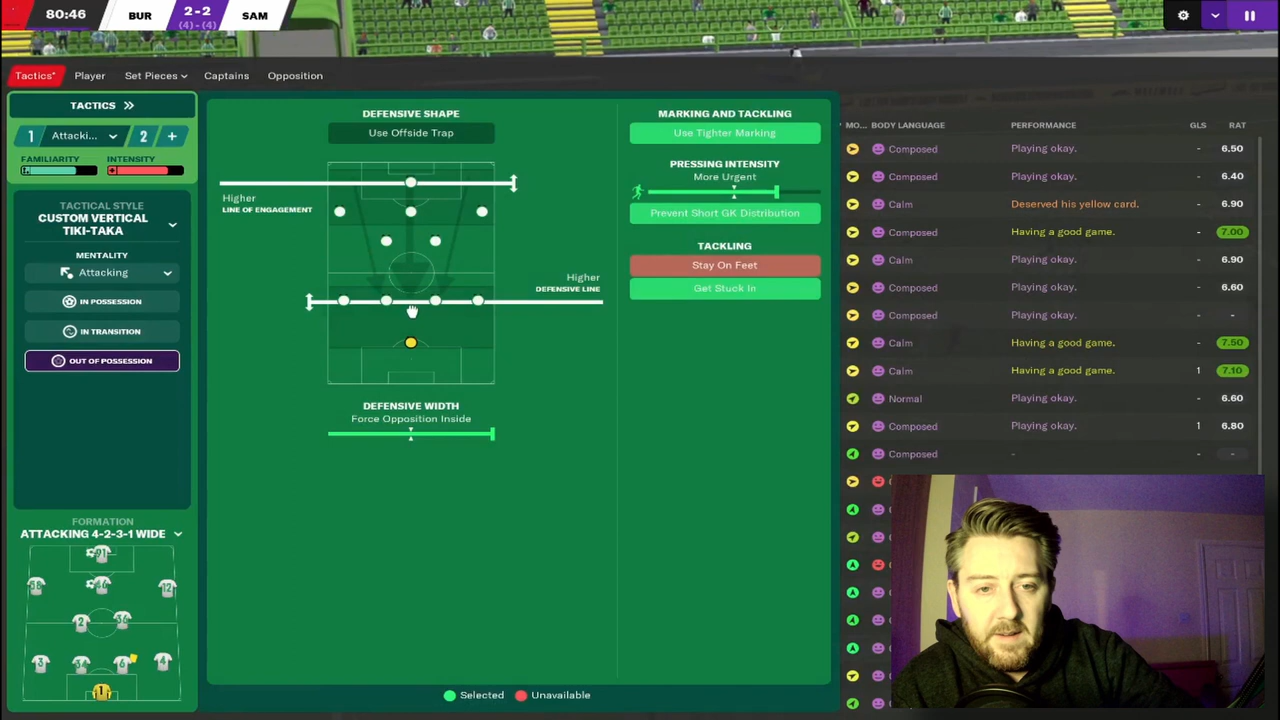 80:46 BUR 2-2 SAM
(4) - (4)
Tactics* Player Set Pieces Captains Opposition
TACTICS
1 Attacki... 2 +
FAMILIARITY INTENSITY
TACTICAL STYLE
CUSTOM VERTICAL
TIKI-TAKA
MENTALITY
Attacking
IN POSSESSION
IN TRANSITION
OUT OF POSSESSION
FORMATION
ATTACKING 4-2-3-1 WIDE
12
2
3
6
4
1
DEFENSIVE SHAPE
Use Offside Trap
Higher
LINE OF ENGAGEMENT
Higher
DEFENSIVE LINE
DEFENSIVE WIDTH
Force Opposition Inside
MARKING AND TACKLING
Use Tighter Marking
PRESSING INTENSITY
More Urgent
Prevent Short GK Distribution
TACKLING
Stay On Feet
Get Stuck In
Selected Unavailable
MO... BODY LANGUAGE PERFORMANCE GLS RAT
Composed Playing okay. - 6.50
Composed Playing okay. - 6.40
Calm Deserved his yellow card. - 6.90
Composed Having a good game. - 7.00
Calm Playing okay. - 6.90
Composed Playing okay. - 6.60
Composed Playing okay. - -
Calm Having a good game. - 7.50
Calm Having a good game. 1 7.10
Normal Playing okay. - 6.60
Composed Playing okay. 1 6.80
Composed - - -